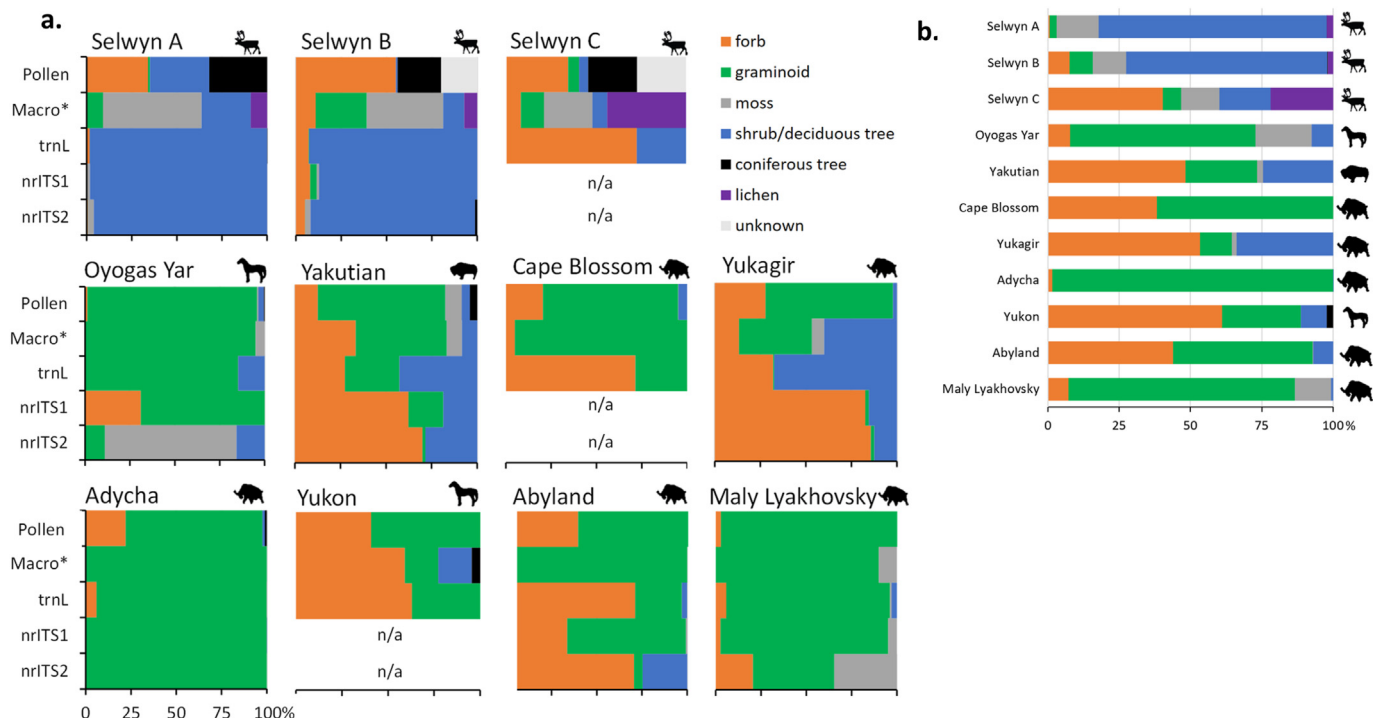 a.
Selwyn A
Selwyn B
Selwyn C
Pollen
Macro*
trnL
nrITS1
nrITS2
n/a
n/a
forb
graminoid
moss
shrub/deciduous tree
coniferous tree
lichen
unknown
Oyogas Yar
Yakutian
Cape Blossom
Yukagir
Pollen
Macro*
trnL
nrITS1
nrITS2
n/a
n/a
Adycha
Yukon
Abyland
Maly Lyakhovsky
Pollen
Macro*
trnL
nrITS1
nrITS2
n/a
n/a
0 25 50 75 100%
b.
Selwyn A
Selwyn B
Selwyn C
Oyogas Yar
Yakutian
Cape Blossom
Yukagir
Adycha
Yukon
Abyland
Maly Lyakhovsky
0 25 50 75 100%